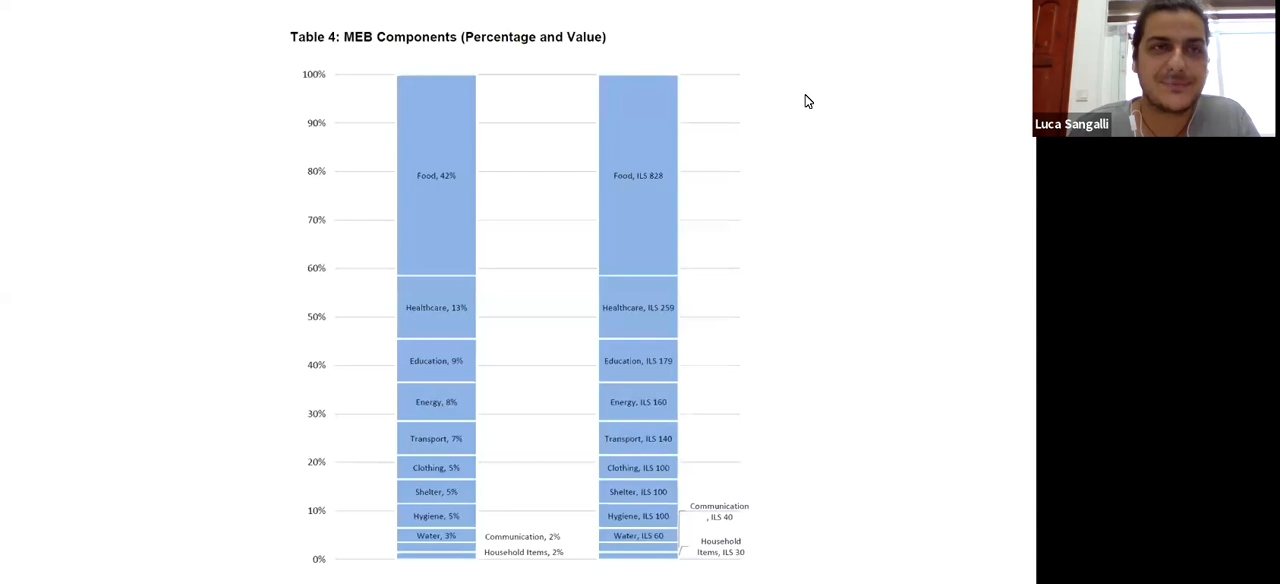 Table 4: MEB Components (Percentage and Value)
Luca Sangalli
100%
90%
80%
70%
60%
50%
40%
30%
20%
10%
0%
Food, 42%
Healthcare, 13%
Education, 9%
Energy, 8%
Transport, 7%
Clothing, 5%
Shelter, 5%
Hygiene, 5%
Water, 3%
Communication, 2%
Household Items, 2%
Food, ILS 828
Healthcare, ILS 259
Education, ILS 179
Energy, ILS 160
Transport, ILS 140
Clothing, ILS 100
Shelter, ILS 100
Hygiene, ILS 100
Water, ILS 60
Communication
, ILS 40
Household
Items, ILS 30